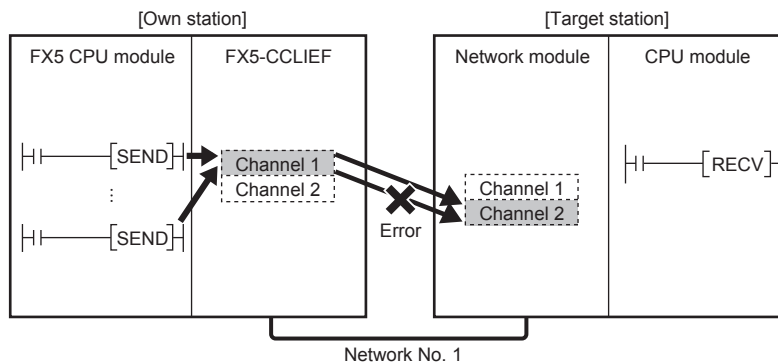 [Own station]
[Target station]
FX5 CPU module
FX5-CCLIEF
Network module
CPU module
[SEND]
Channel 1
Channel 2
[RECV]
Channel 1
Channel 2
⋮
[SEND]
Error
Network No. 1